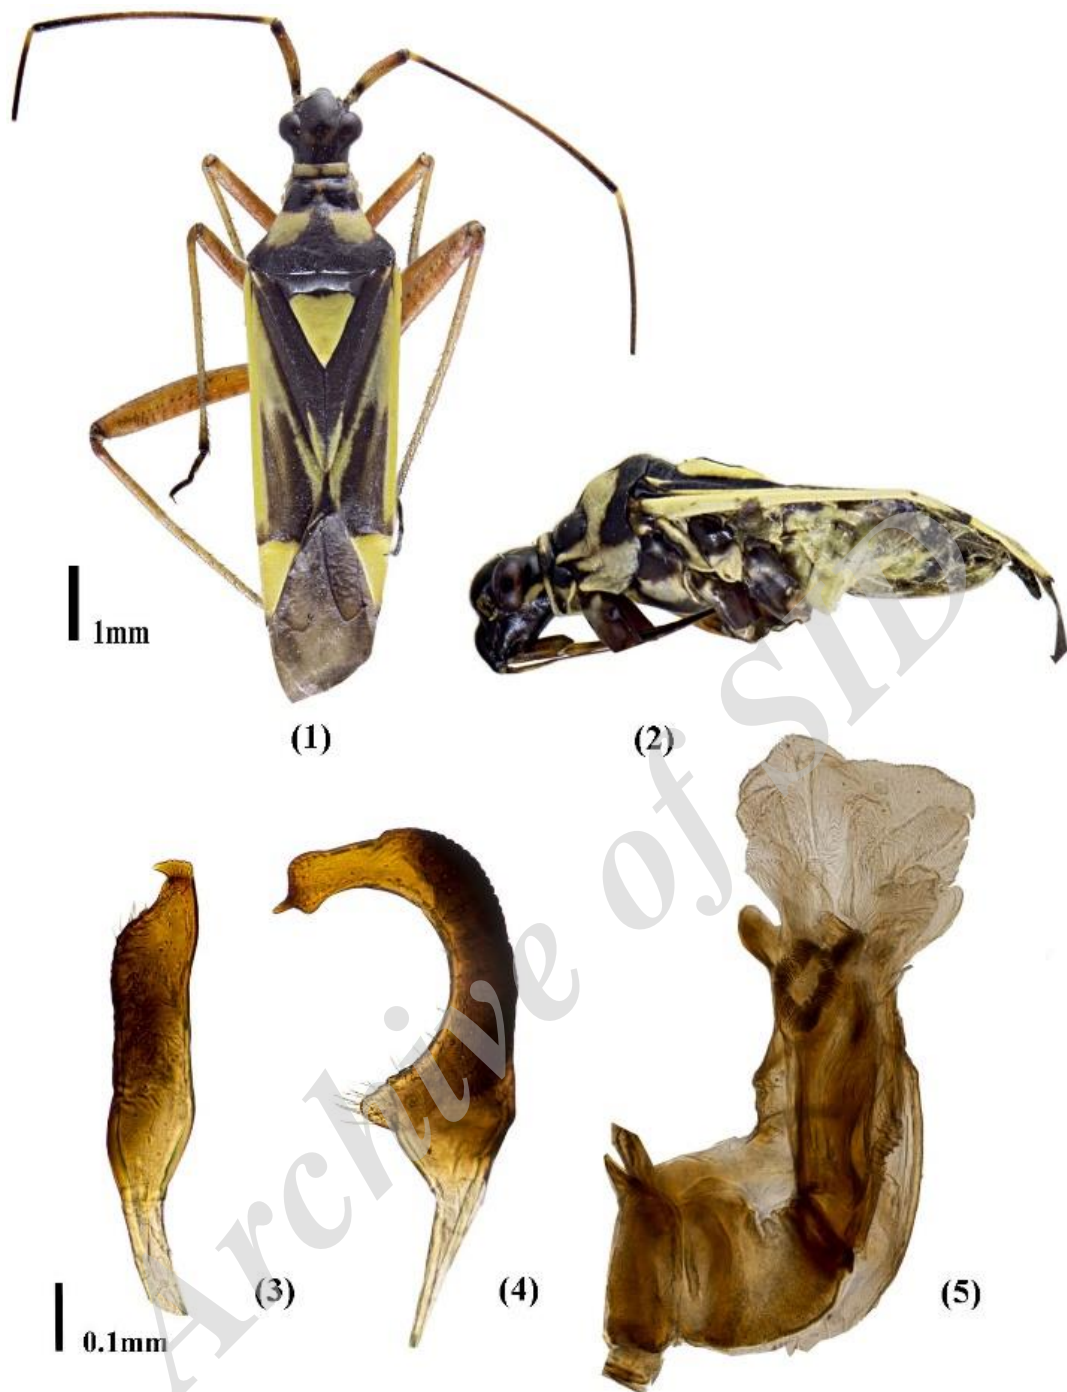 1mm
(1)
(2)
(3)
(4)
(5)
0.1mm
Archive of SID